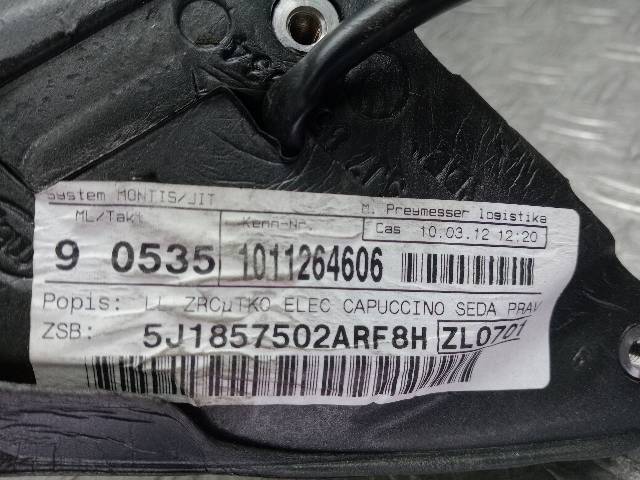 System MONTIS/JIT
M. Preymesser logistika
ML/Takt
Kenn-Nr.
Cas 10.03.12 12:20
9 0535
1011264606
Popis: LL ZRCµTKO ELEC CAPUCCINO SEDA PRAV
ZSB: 5J1857502ARF8H ZL0701